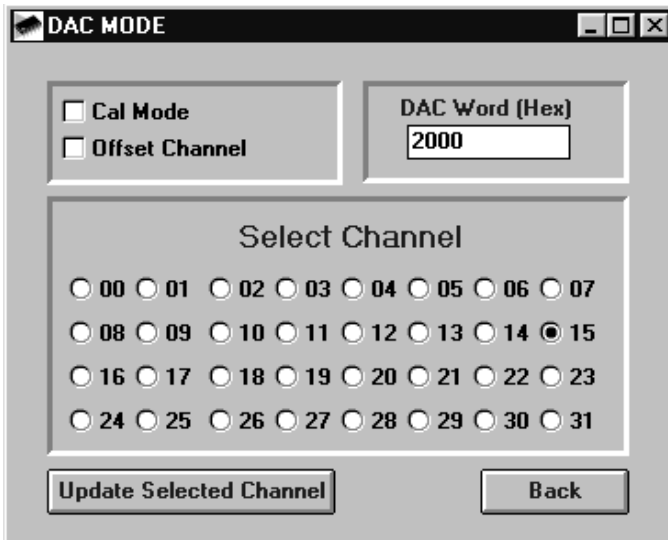 DAC MODE
Cal Mode
Offset Channel
DAC Word (Hex)
2000
Select Channel
00 01 02 03 04 05 06 07
08 09 10 11 12 13 14 15
16 17 18 19 20 21 22 23
24 25 26 27 28 29 30 31
Update Selected Channel
Back